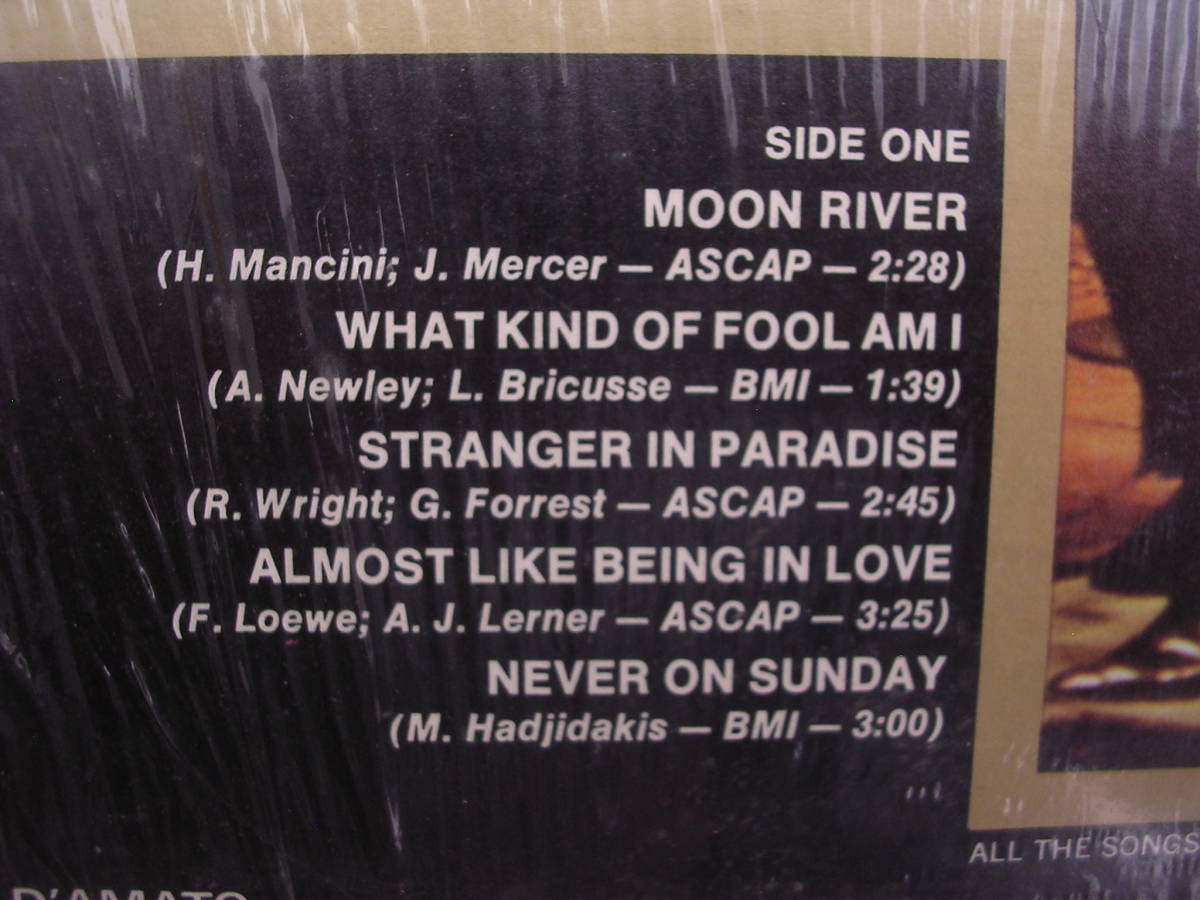 SIDE ONE
MOON RIVER
(H. Mancini; J. Mercer — ASCAP — 2:28)
WHAT KIND OF FOOL AM I
(A. Newley; L. Bricusse — BMI — 1:39)
STRANGER IN PARADISE
(R. Wright; G. Forrest — ASCAP — 2:45)
ALMOST LIKE BEING IN LOVE
(F. Loewe; A. J. Lerner — ASCAP — 3:25)
NEVER ON SUNDAY
(M. Hadjidakis — BMI — 3:00)
ALL THE SONGS
D'AMATO